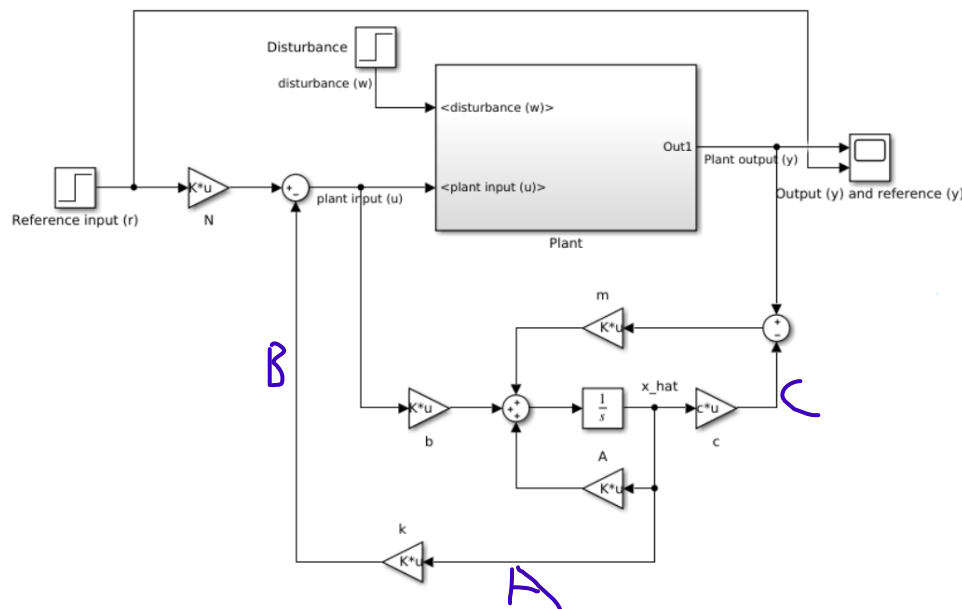 Disturbance
disturbance (w)
<disturbance (w)>
Out1
Plant output (y)
K*u
+
−
plant input (u)
<plant input (u)>
Reference input (r)
N
Output (y) and reference (y)
Plant
m
K*u
+
−
B
x_hat
C
K*u
+
+
+
1
s
c*u
b
A
c
K*u
k
K*u
A